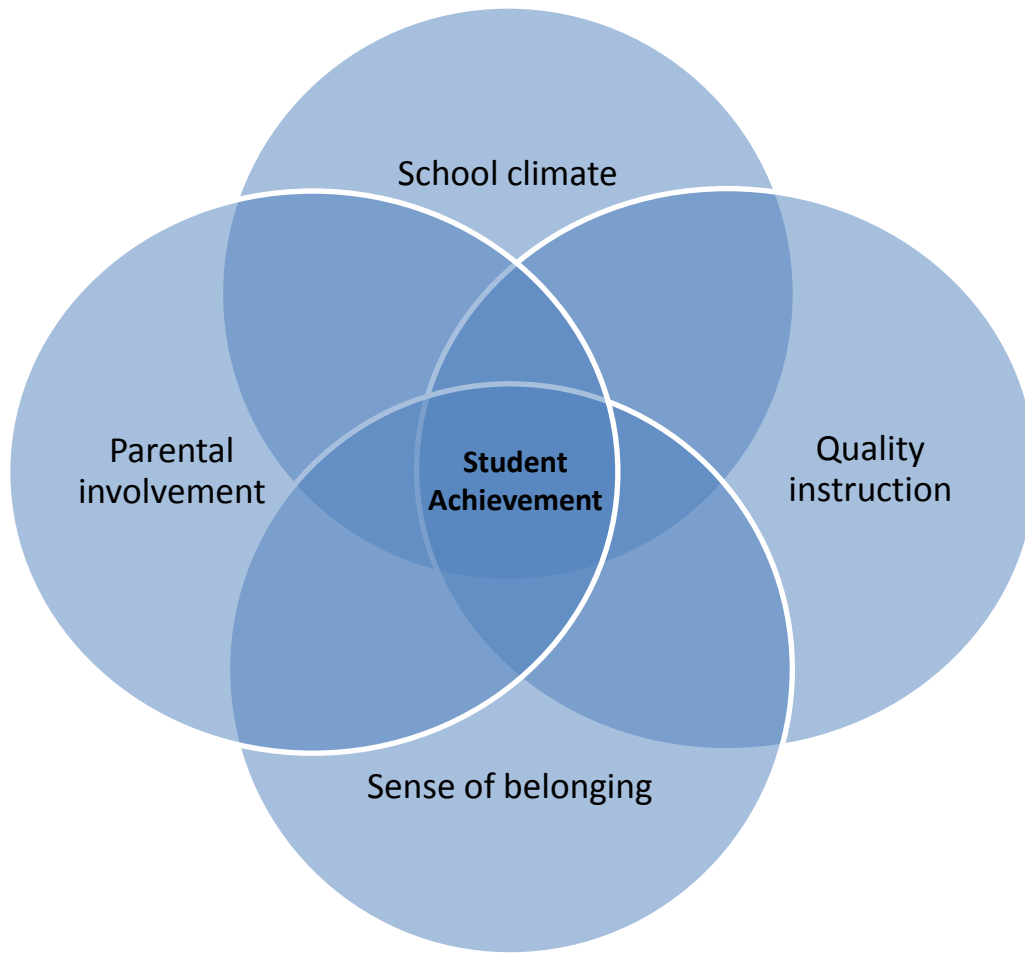 School climate
Parental
involvement
Student
Achievement
Quality
instruction
Sense of belonging